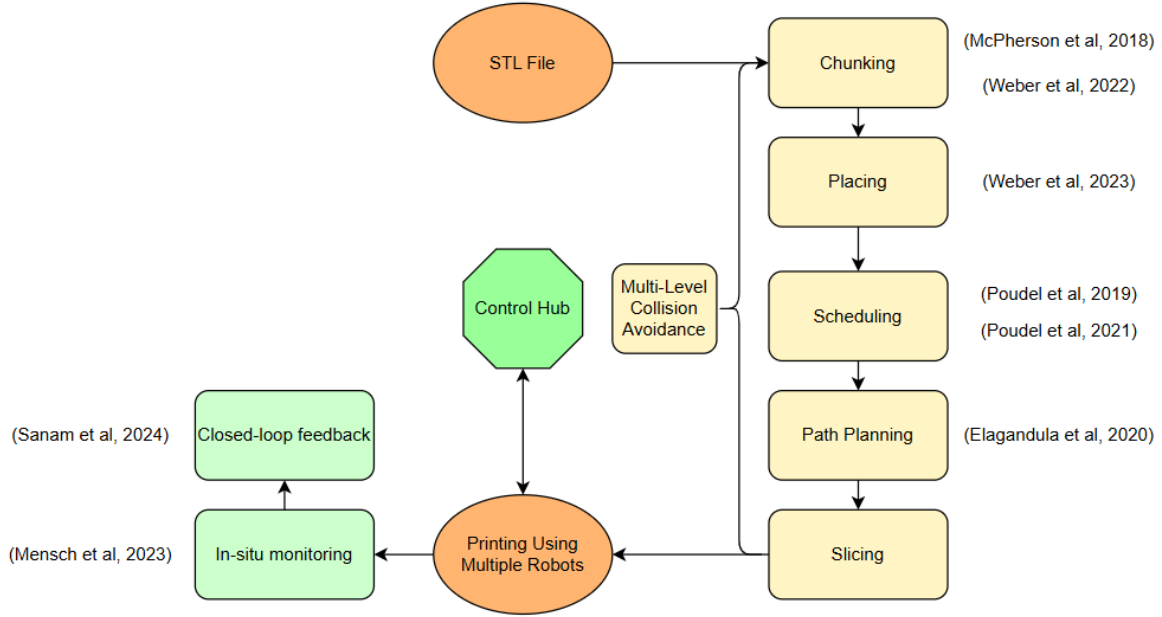 STL File
Chunking
(McPherson et al, 2018)
(Weber et al, 2022)
Placing
(Weber et al, 2023)
Multi-Level
Collision
Avoidance
Control Hub
Scheduling
(Poudel et al, 2019)
(Poudel et al, 2021)
(Sanam et al, 2024)
Closed-loop feedback
Path Planning
(Elagandula et al, 2020)
(Mensch et al, 2023)
In-situ monitoring
Printing Using
Multiple Robots
Slicing